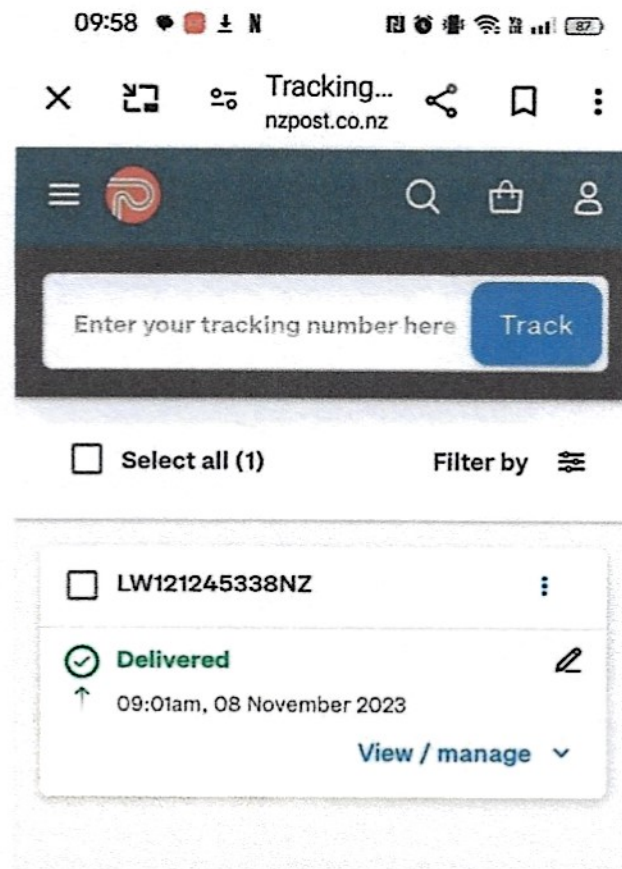 09:58 N 87
Tracking...
nzpost.co.nz
Enter your tracking number here Track
Select all (1) Filter by
LW121245338NZ
Delivered
09:01am, 08 November 2023
View / manage